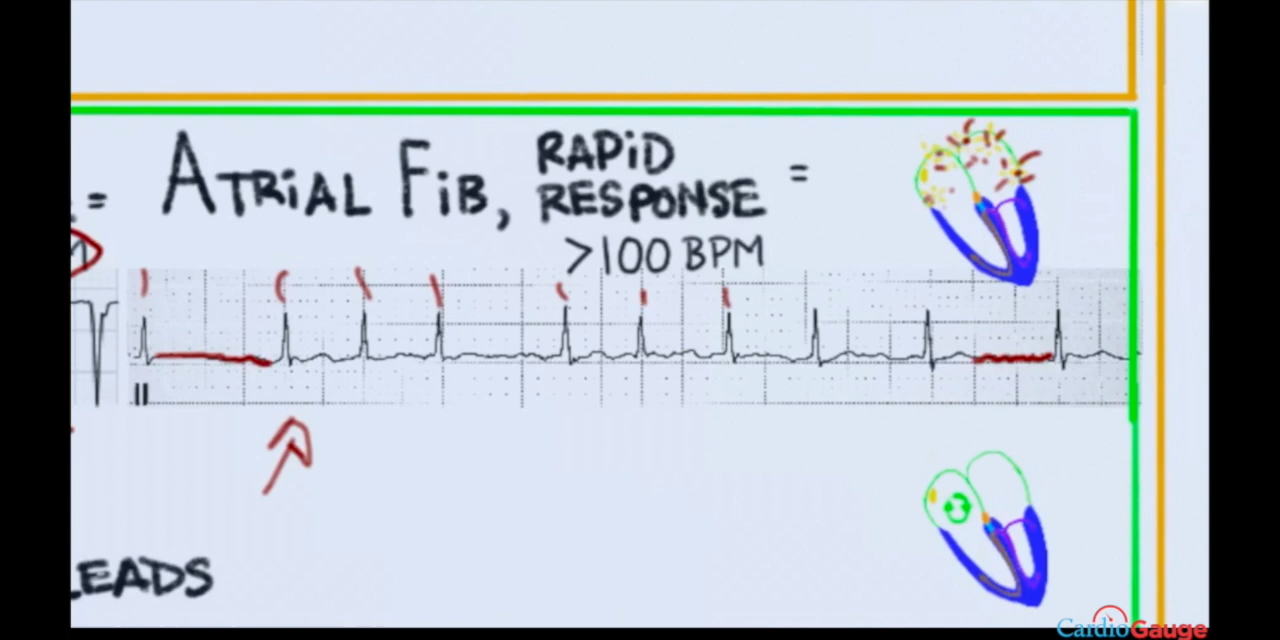 = ATRIAL FIB, RAPID
RESPONSE =
>100 BPM
II
LEADS
CardioGauge